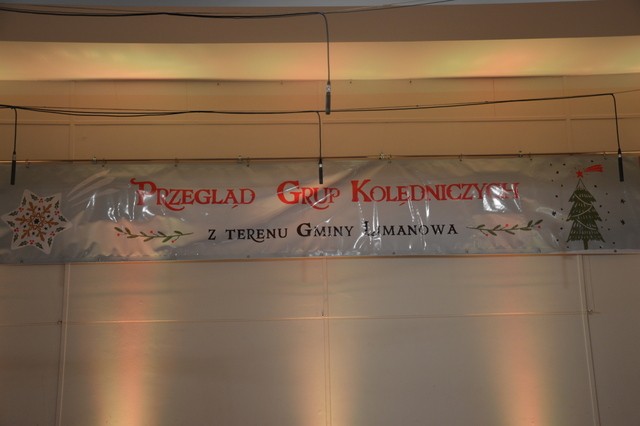 Przegląd Grup Kolędniczych
z terenu Gminy Limanowa